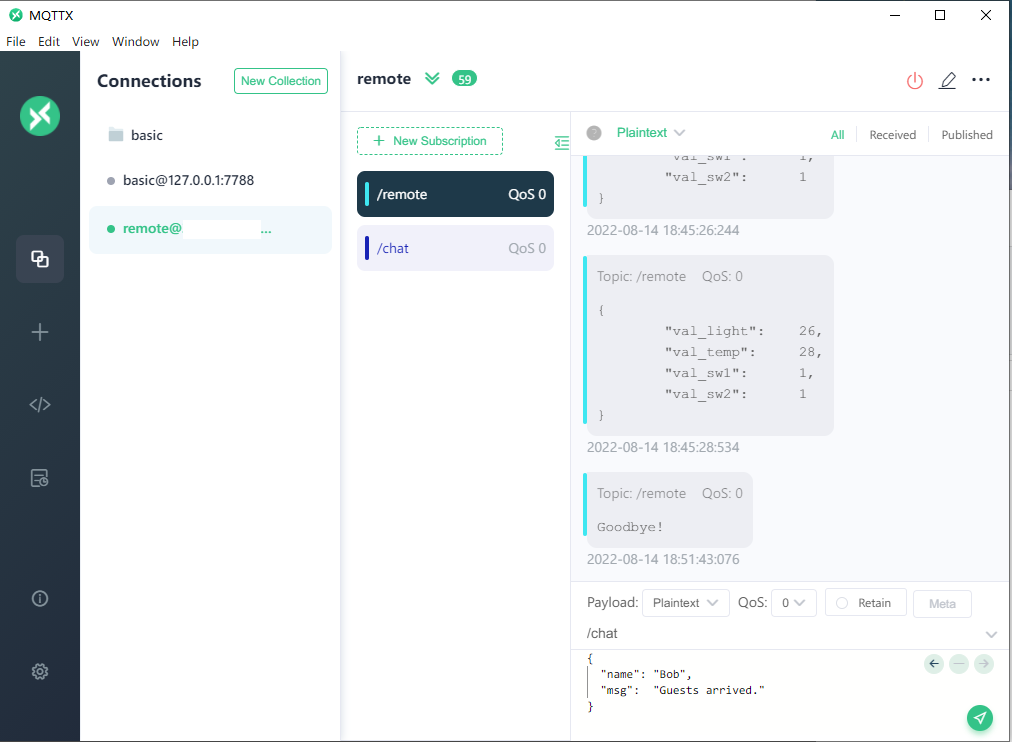 MQTTX
File Edit View Window Help
Connections
New Collection
basic
basic@127.0.0.1:7788
remote@ ...
remote 59
+ New Subscription
/remote QoS 0
/chat QoS 0
Plaintext
All Received Published
"val_sw1": 1,
"val_sw2": 1
}
2022-08-14 18:45:26:244
Topic: /remote QoS: 0
{
"val_light": 26,
"val_temp": 28,
"val_sw1": 1,
"val_sw2": 1
}
2022-08-14 18:45:28:534
Topic: /remote QoS: 0
Goodbye!
2022-08-14 18:51:43:076
Payload: Plaintext QoS: 0 Retain Meta
/chat
{
"name": "Bob",
"msg": "Guests arrived."
}